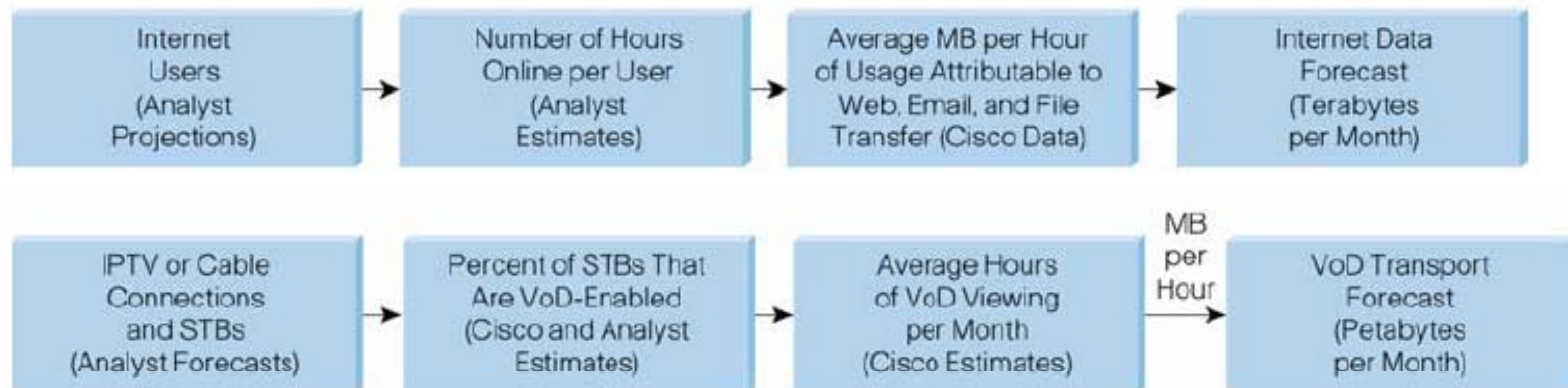 Internet
Users
(Analyst
Projections)
Number of Hours
Online per User
(Analyst
Estimates)
Average MB per Hour
of Usage Attributable to
Web, Email, and File
Transfer (Cisco Data)
Internet Data
Forecast
(Terabytes
per Month)
IPTV or Cable
Connections
and STBs
(Analyst Forecasts)
Percent of STBs That
Are VoD-Enabled
(Cisco and Analyst
Estimates)
Average Hours
of VoD Viewing
per Month
(Cisco Estimates)
MB
per
Hour
VoD Transport
Forecast
(Petabytes
per Month)